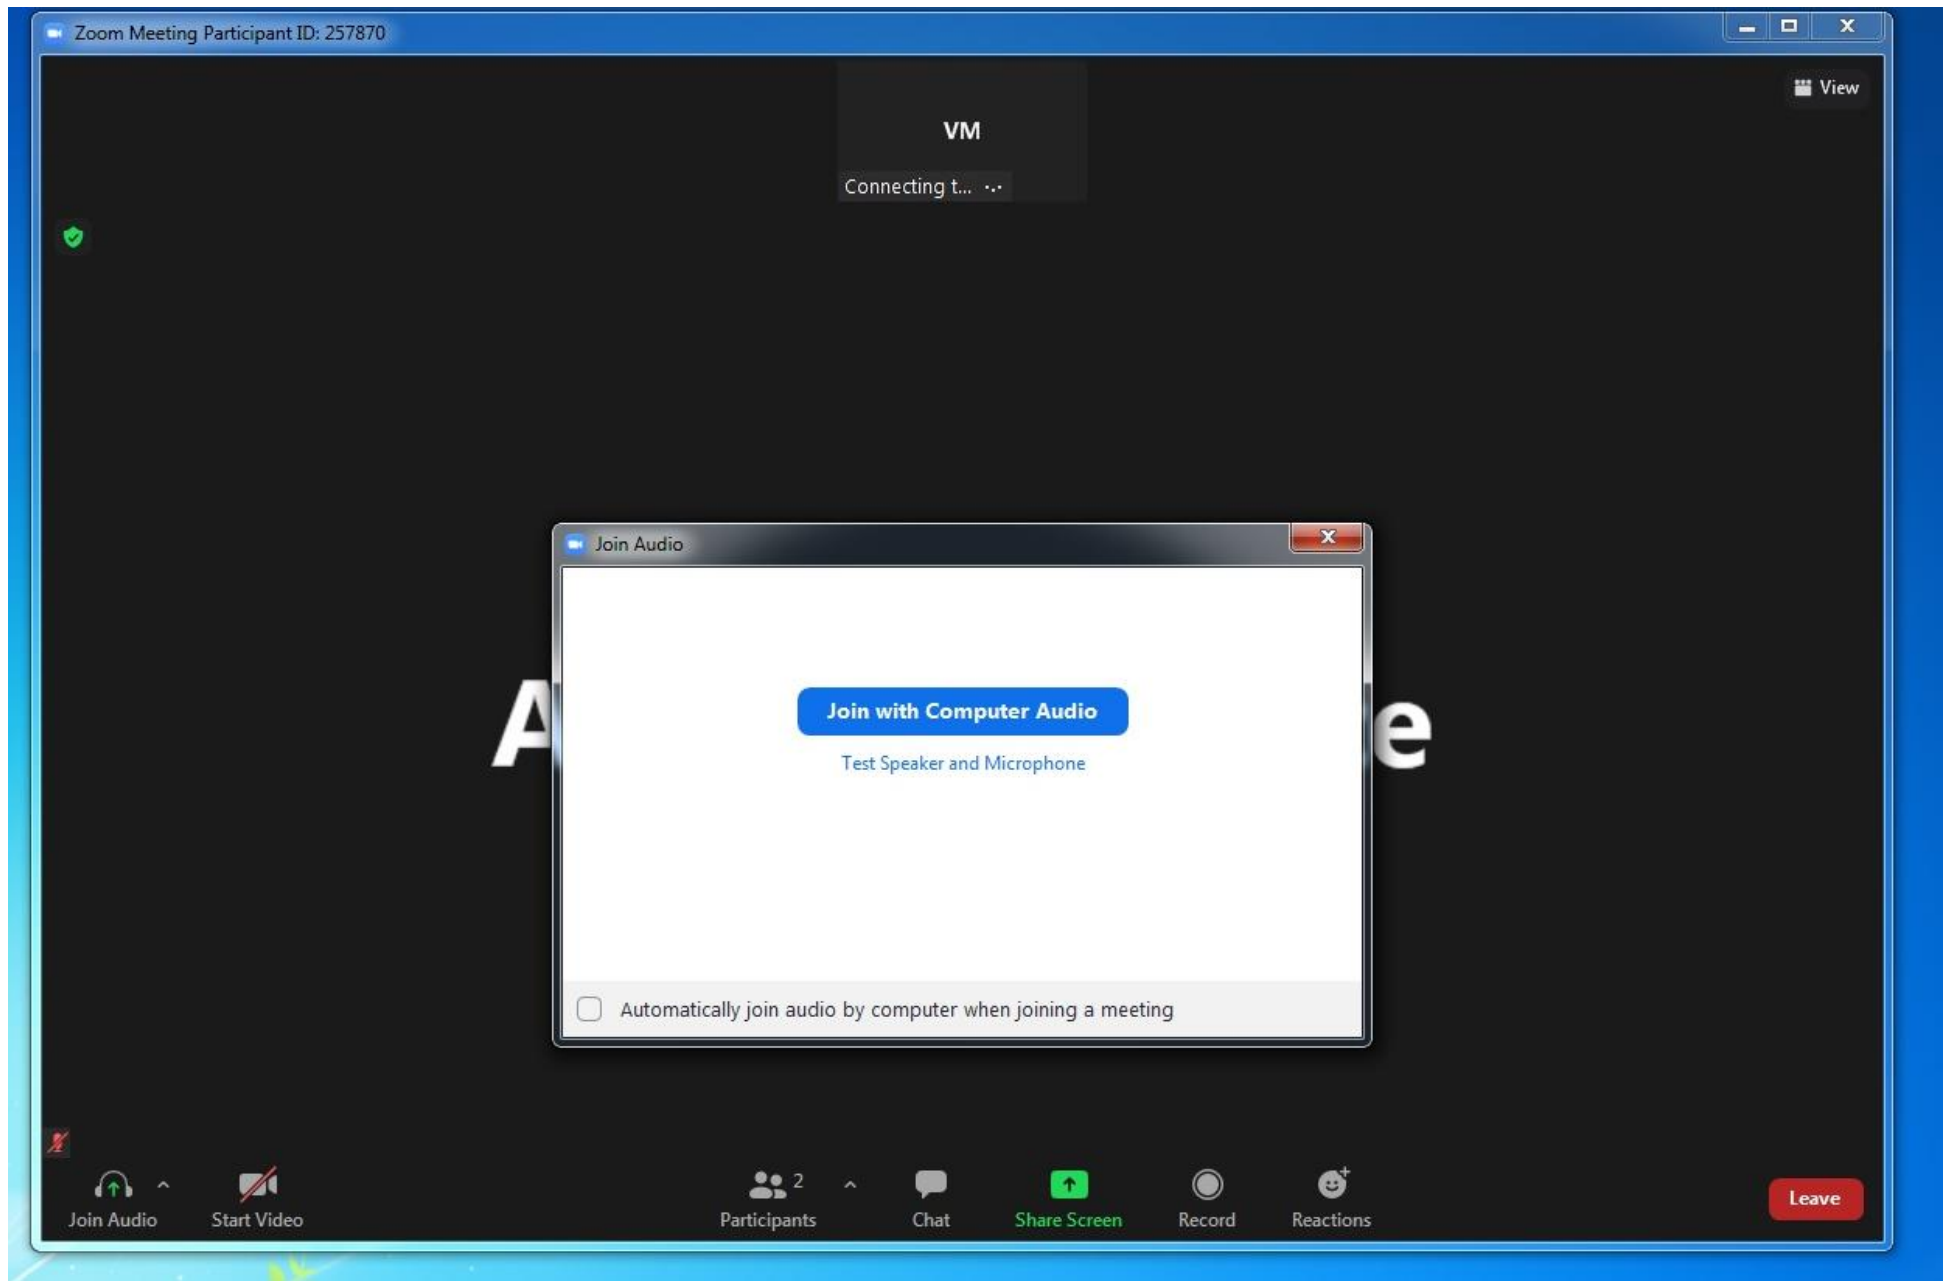 Zoom Meeting Participant ID: 257870
View
VM
Connecting t...
Join Audio
Join with Computer Audio
Test Speaker and Microphone
Automatically join audio by computer when joining a meeting
Join Audio
Start Video
Participants 2
Chat
Share Screen
Record
Reactions
Leave